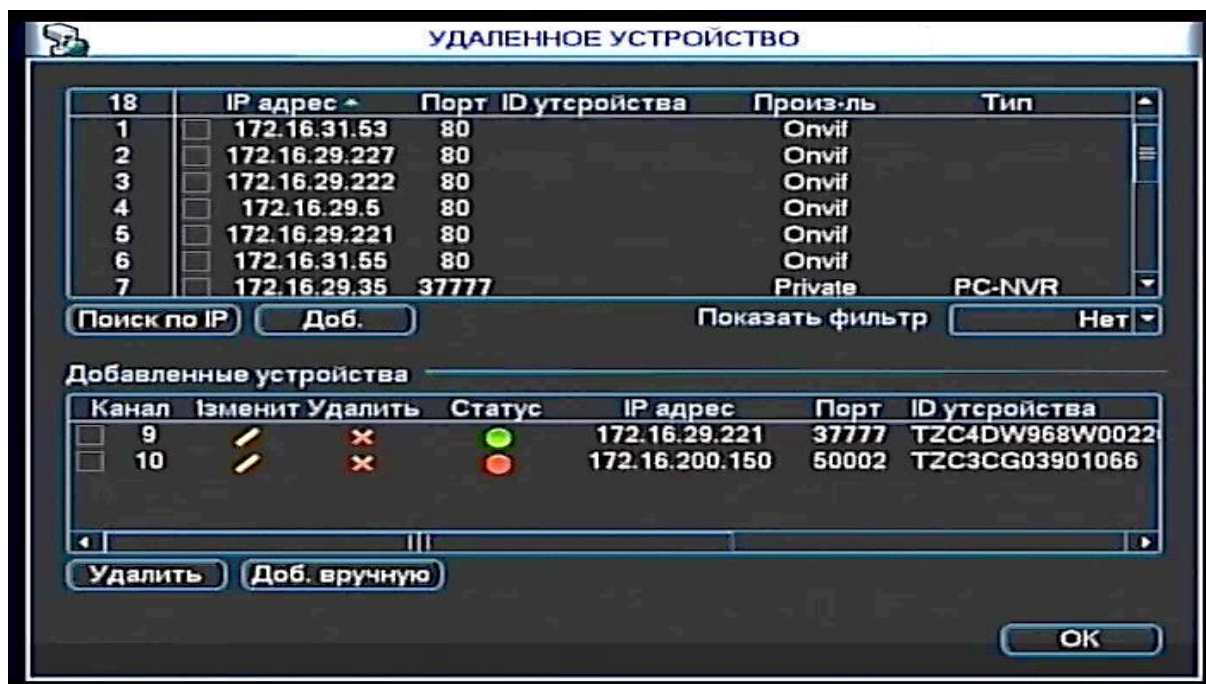 УДАЛЕННОЕ УСТРОЙСТВО
18 IP адрес Порт ID утсройства Произ-ль Тип
1 172.16.31.53 80 Onvif
2 172.16.29.227 80 Onvif
3 172.16.29.222 80 Onvif
4 172.16.29.5 80 Onvif
5 172.16.29.221 80 Onvif
6 172.16.31.55 80 Onvif
7 172.16.29.35 37777 Private PC-NVR
Поиск по IP Доб. Показать фильтр Нет
Добавленные устройства
Канал Ізменит Удалить Статус IP адрес Порт ID утсройства
9 172.16.29.221 37777 TZC4DW968W0022
10 172.16.200.150 50002 TZC3CG03901066
Удалить Доб. вручную
OK